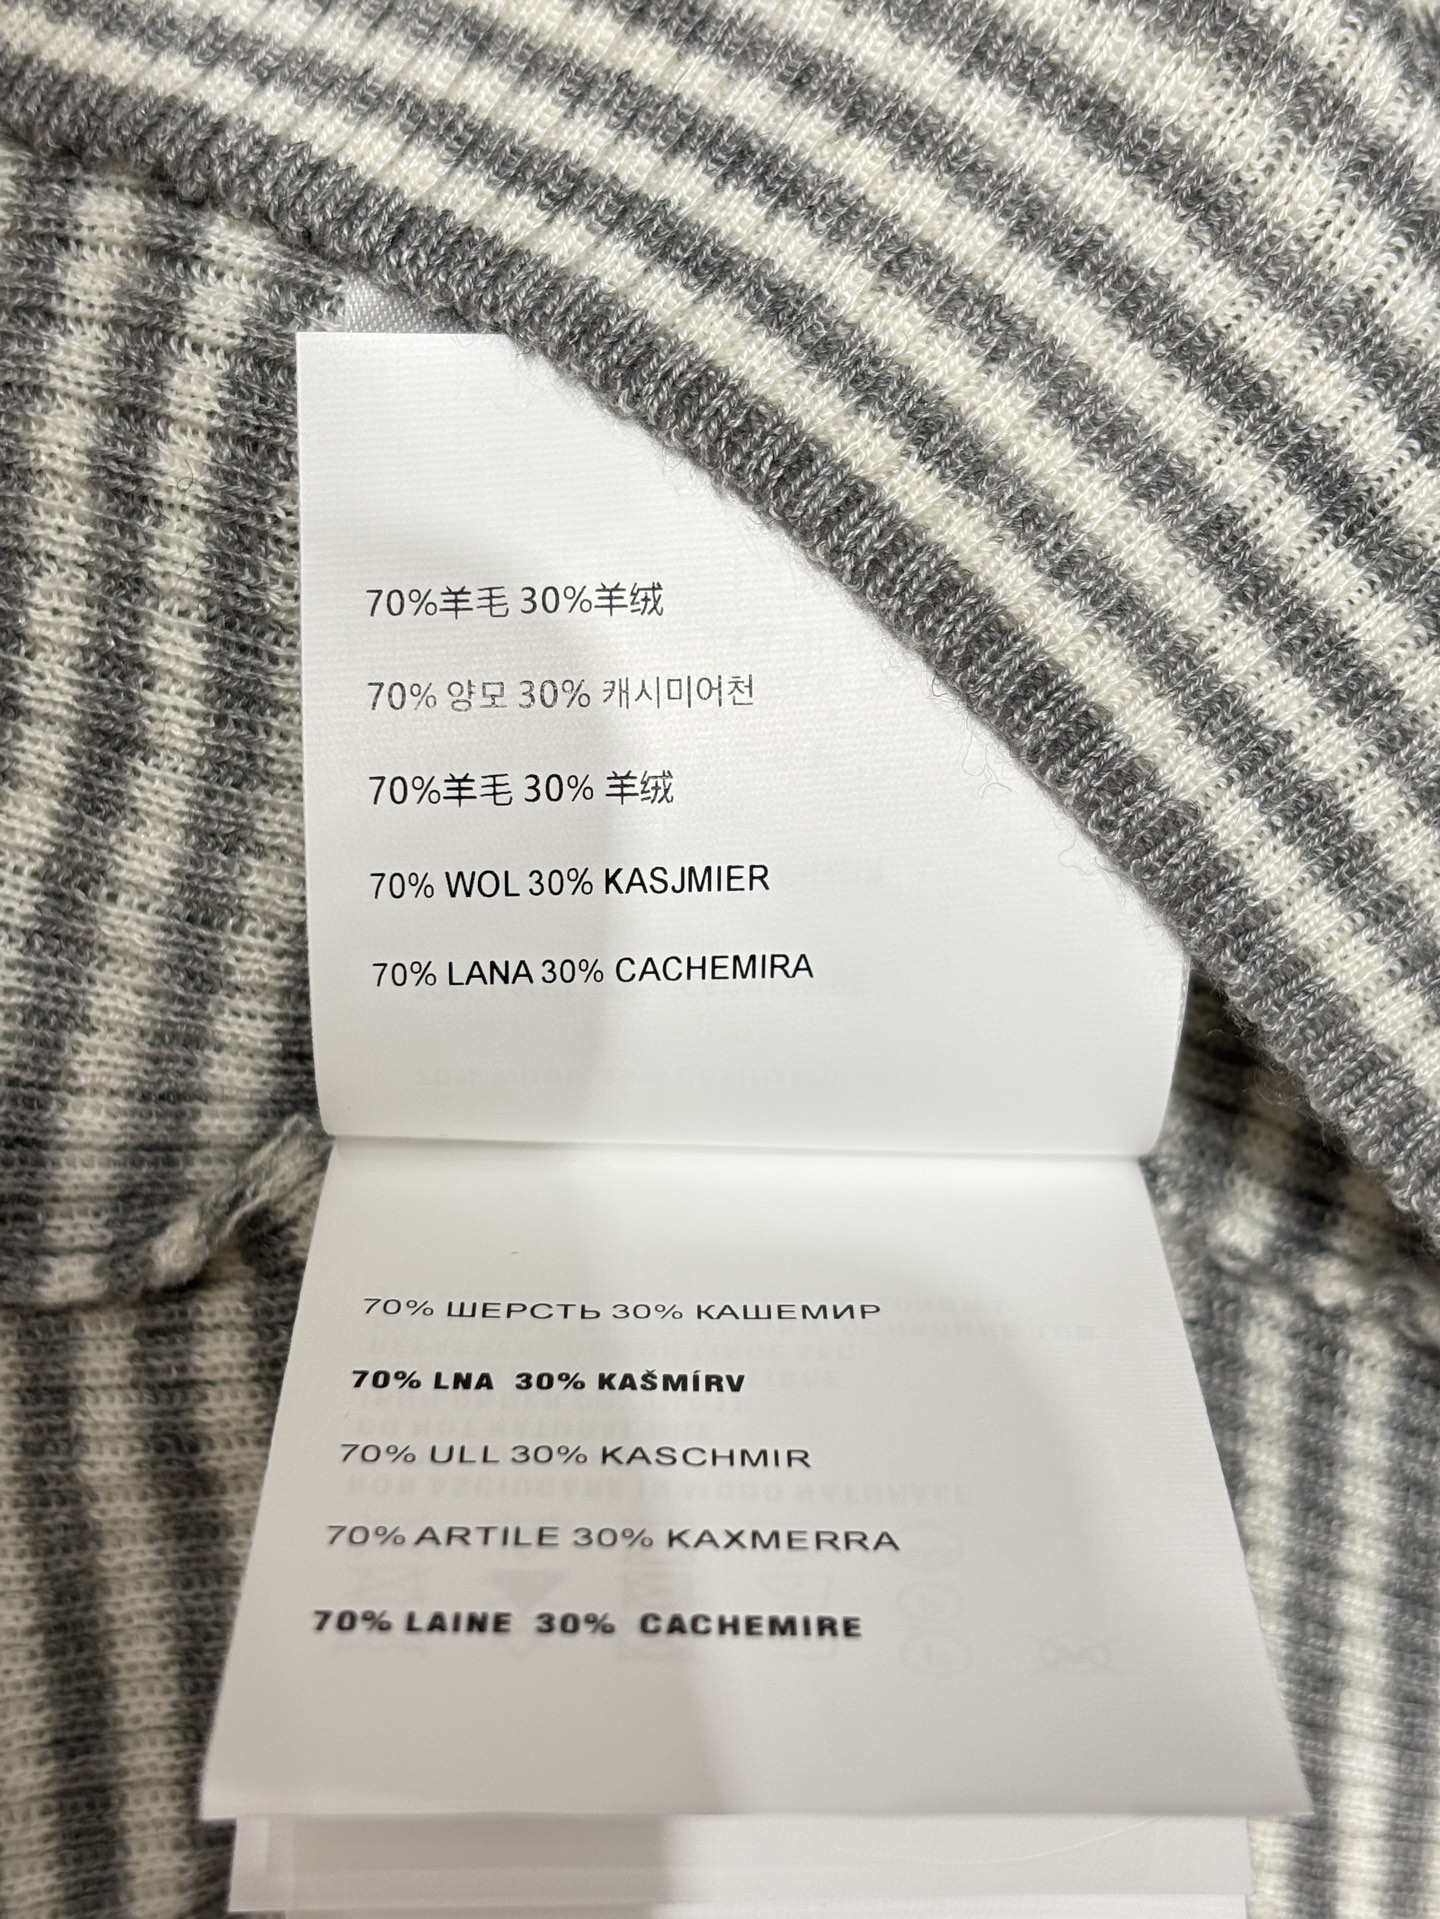 70%羊毛 30%羊绒
70% 양모 30% 캐시미어천
70%羊毛 30% 羊绒
70% WOL 30% KASJMIER
70% LANA 30% CACHEMIRA
70% ШЕРСТЬ 30% КАШЕМИР
70% LNA 30% KAŠMÍRV
70% ULL 30% KASCHMIR
70% ARTILE 30% KAXMERRA
70% LAINE 30% CACHEMIRE